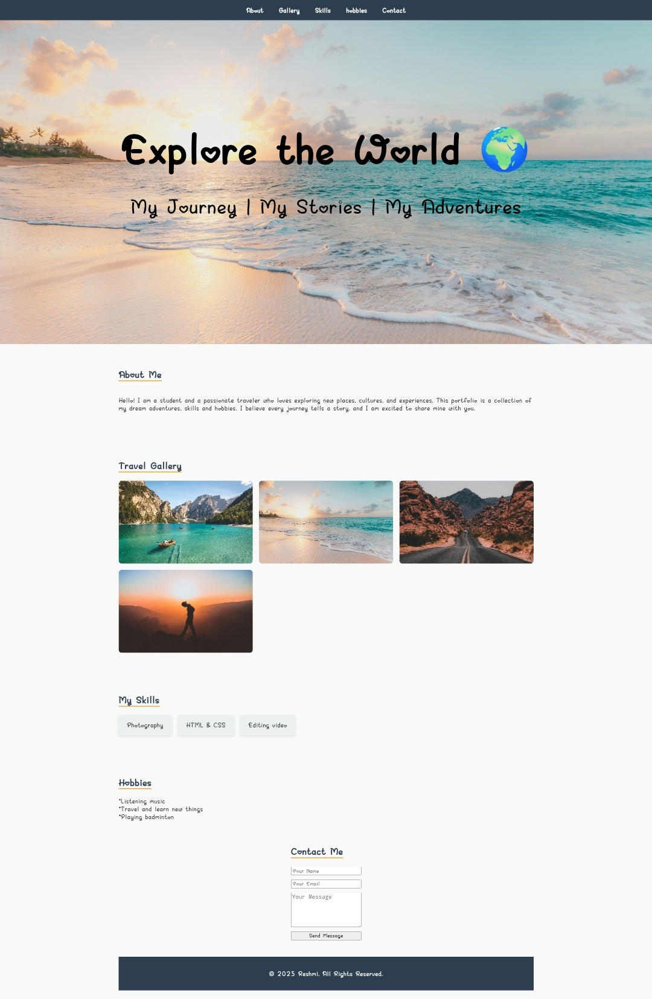 About Gallery Skills hobbies Contact
Explore the World 🌍
My Journey | My Stories | My Adventures
About Me
Hello! I am a student and a passionate traveler who loves exploring new places, cultures, and experiences. This portfolio is a collection of
my dream adventures, skills and hobbies. I believe every journey tells a story, and I am excited to share mine with you.
Travel Gallery
My Skills
Photography HTML & CSS Editing video
Hobbies
*Listening music
*Travel and learn new things
*Playing badminton
Contact Me
Your Name
Your Email
Your Message
Send Message
© 2025 Reshmi. All Rights Reserved.